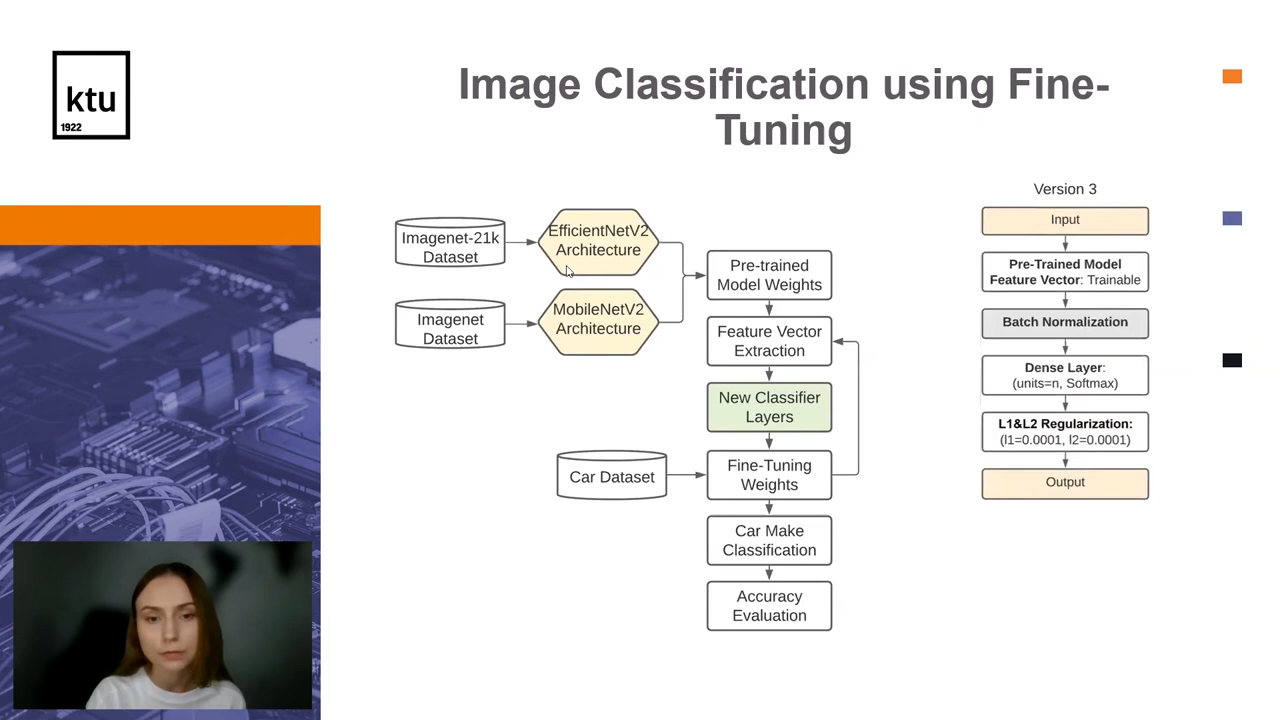 ktu
1922
Image Classification using Fine-
Tuning
Imagenet-21k
Dataset
EfficientNetV2
Architecture
Imagenet
Dataset
MobileNetV2
Architecture
Pre-trained
Model Weights
Feature Vector
Extraction
New Classifier
Layers
Car Dataset
Fine-Tuning
Weights
Car Make
Classification
Accuracy
Evaluation
Version 3
Input
Pre-Trained Model
Feature Vector: Trainable
Batch Normalization
Dense Layer:
(units=n, Softmax)
L1&L2 Regularization:
(l1=0.0001, l2=0.0001)
Output